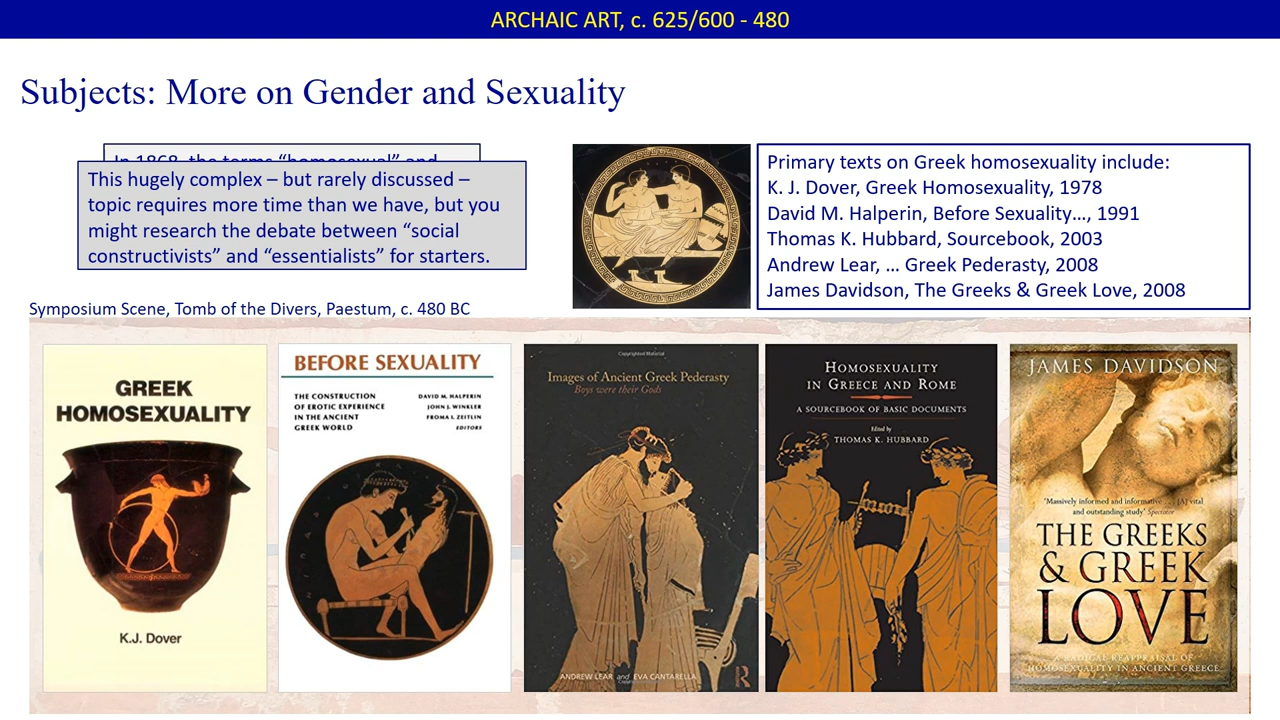 ARCHAIC ART, c. 625/600 - 480
Subjects: More on Gender and Sexuality
In 1868, the terms “homosexual” and
This hugely complex – but rarely discussed –
topic requires more time than we have, but you
might research the debate between “social
constructivists” and “essentialists” for starters.
Primary texts on Greek homosexuality include:
K. J. Dover, Greek Homosexuality, 1978
David M. Halperin, Before Sexuality…, 1991
Thomas K. Hubbard, Sourcebook, 2003
Andrew Lear, … Greek Pederasty, 2008
James Davidson, The Greeks & Greek Love, 2008
Symposium Scene, Tomb of the Divers, Paestum, c. 480 BC
GREEK
HOMOSEXUALITY
K.J. Dover
BEFORE SEXUALITY
THE CONSTRUCTION
OF EROTIC EXPERIENCE
IN THE ANCIENT
GREEK WORLD
DAVID M. HALPERIN
JOHN J. WINKLER
FROMA I. ZEITLIN
EDITORS
Copyrighted Material
Images of Ancient Greek Pederasty
Boys were their Gods
ANDREW LEAR and EVA CANTARELLA
R
HOMOSEXUALITY
IN GREECE AND ROME
A SOURCEBOOK OF BASIC DOCUMENTS
Edited by
THOMAS K. HUBBARD
JAMES DAVIDSON
‘Massively informed and informative . . . vital
and outstanding study’ Spectator
THE GREEKS
& GREEK
LOVE
A RADICAL REAPPRAISAL OF
HOMOSEXUALITY IN ANCIENT GREECE